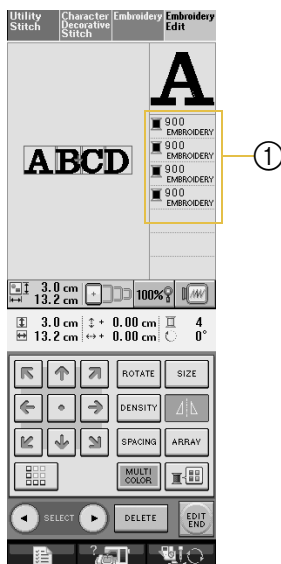 Utility Stitch
Character Decorative Stitch
Embroidery
Embroidery Edit
A
900
EMBROIDERY
900
EMBROIDERY
900
EMBROIDERY
900
EMBROIDERY
1
ABCD
3.0 cm
13.2 cm
100%
3.0 cm + 0.00 cm 4
13.2 cm + 0.00 cm 0°
ROTATE SIZE
DENSITY
SPACING ARRAY
MULTI COLOR
SELECT DELETE EDIT END
?